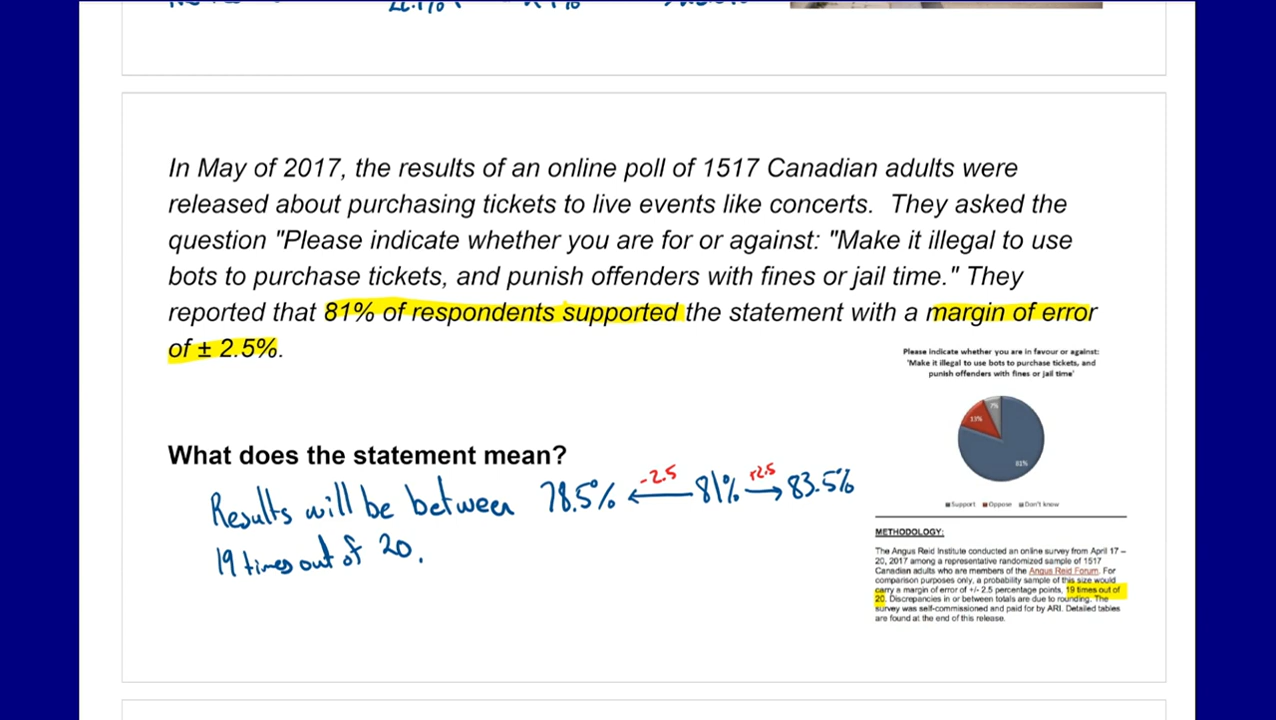 In May of 2017, the results of an online poll of 1517 Canadian adults were
released about purchasing tickets to live events like concerts. They asked the
question "Please indicate whether you are for or against: "Make it illegal to use
bots to purchase tickets, and punish offenders with fines or jail time." They
reported that 81% of respondents supported the statement with a margin of error
of ± 2.5%.
Please indicate whether you are in favour or against:
'Make it illegal to use bots to purchase tickets, and
punish offenders with fines or jail time'
7%
13%
81%
Support Oppose Don't know
What does the statement mean?
-2.5 +2.5
Results will be between 78.5% 81% 83.5%
19 times out of 20.
METHODOLOGY:
The Angus Reid Institute conducted an online survey from April 17 –
20, 2017 among a representative randomized sample of 1517
Canadian adults who are members of the Angus Reid Forum. For
comparison purposes only, a probability sample of this size would
carry a margin of error of +/- 2.5 percentage points, 19 times out of
20. Discrepancies in or between totals are due to rounding. The
survey was self-commissioned and paid for by ARI. Detailed tables
are found at the end of this release.